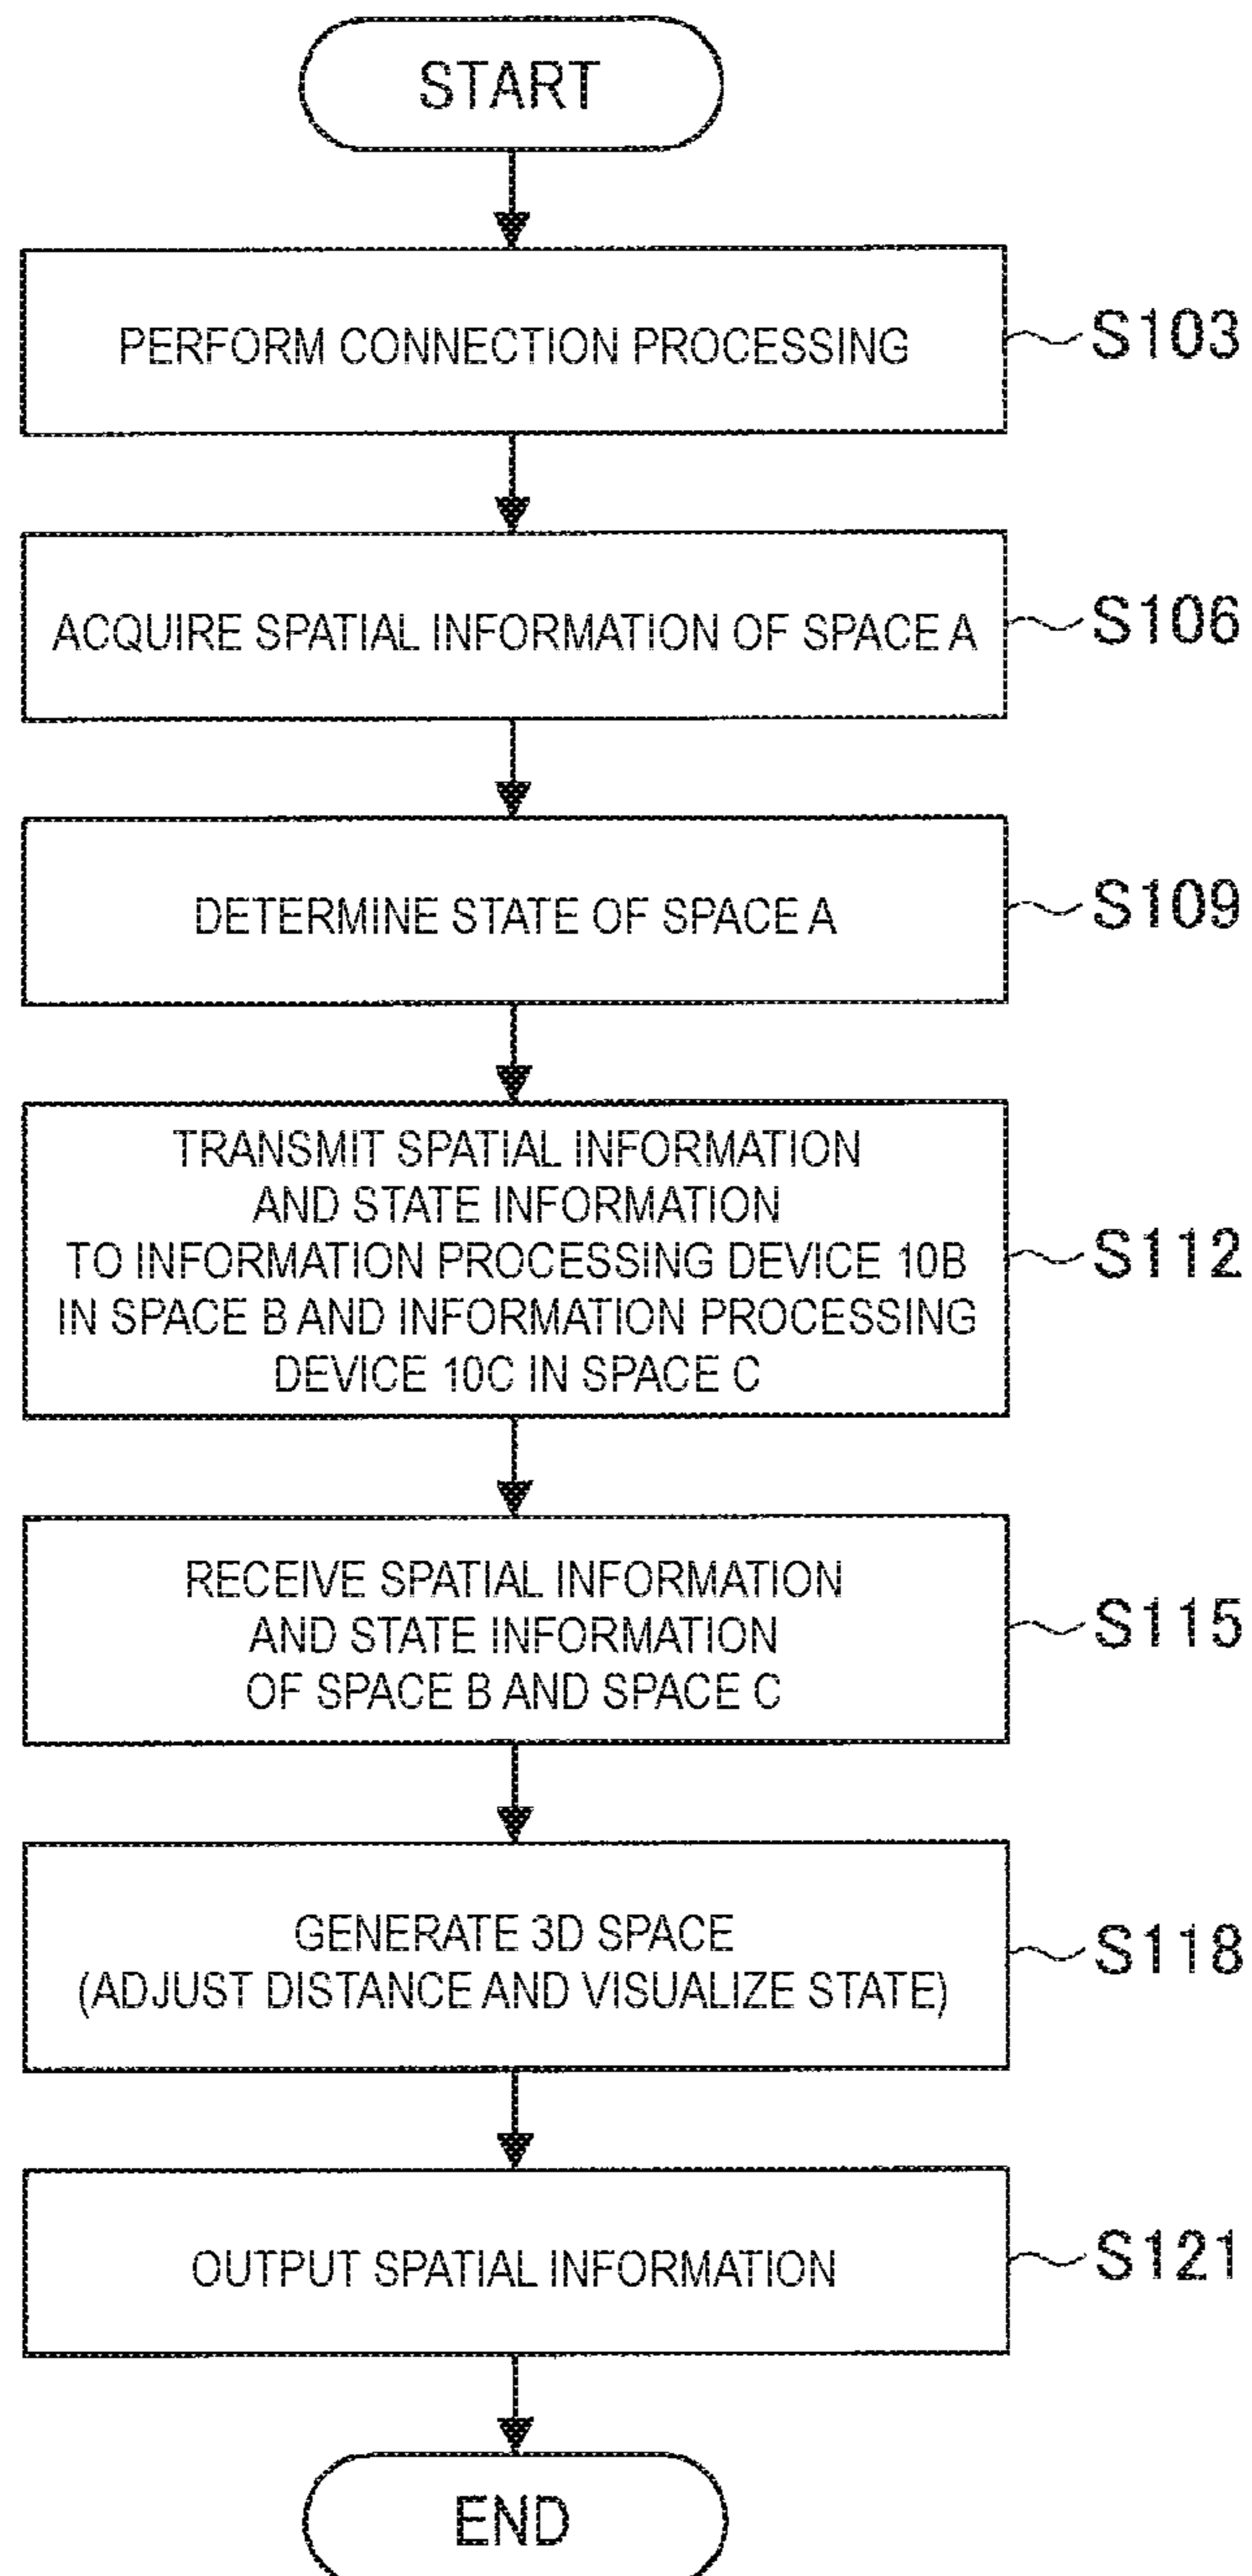 START
PERFORM CONNECTION PROCESSING
S103
ACQUIRE SPATIAL INFORMATION OF SPACE A
S106
DETERMINE STATE OF SPACE A
S109
TRANSMIT SPATIAL INFORMATION
AND STATE INFORMATION
TO INFORMATION PROCESSING DEVICE 10B
IN SPACE B AND INFORMATION PROCESSING
DEVICE 10C IN SPACE C
S112
RECEIVE SPATIAL INFORMATION
AND STATE INFORMATION
OF SPACE B AND SPACE C
S115
GENERATE 3D SPACE
(ADJUST DISTANCE AND VISUALIZE STATE)
S118
OUTPUT SPATIAL INFORMATION
S121
END